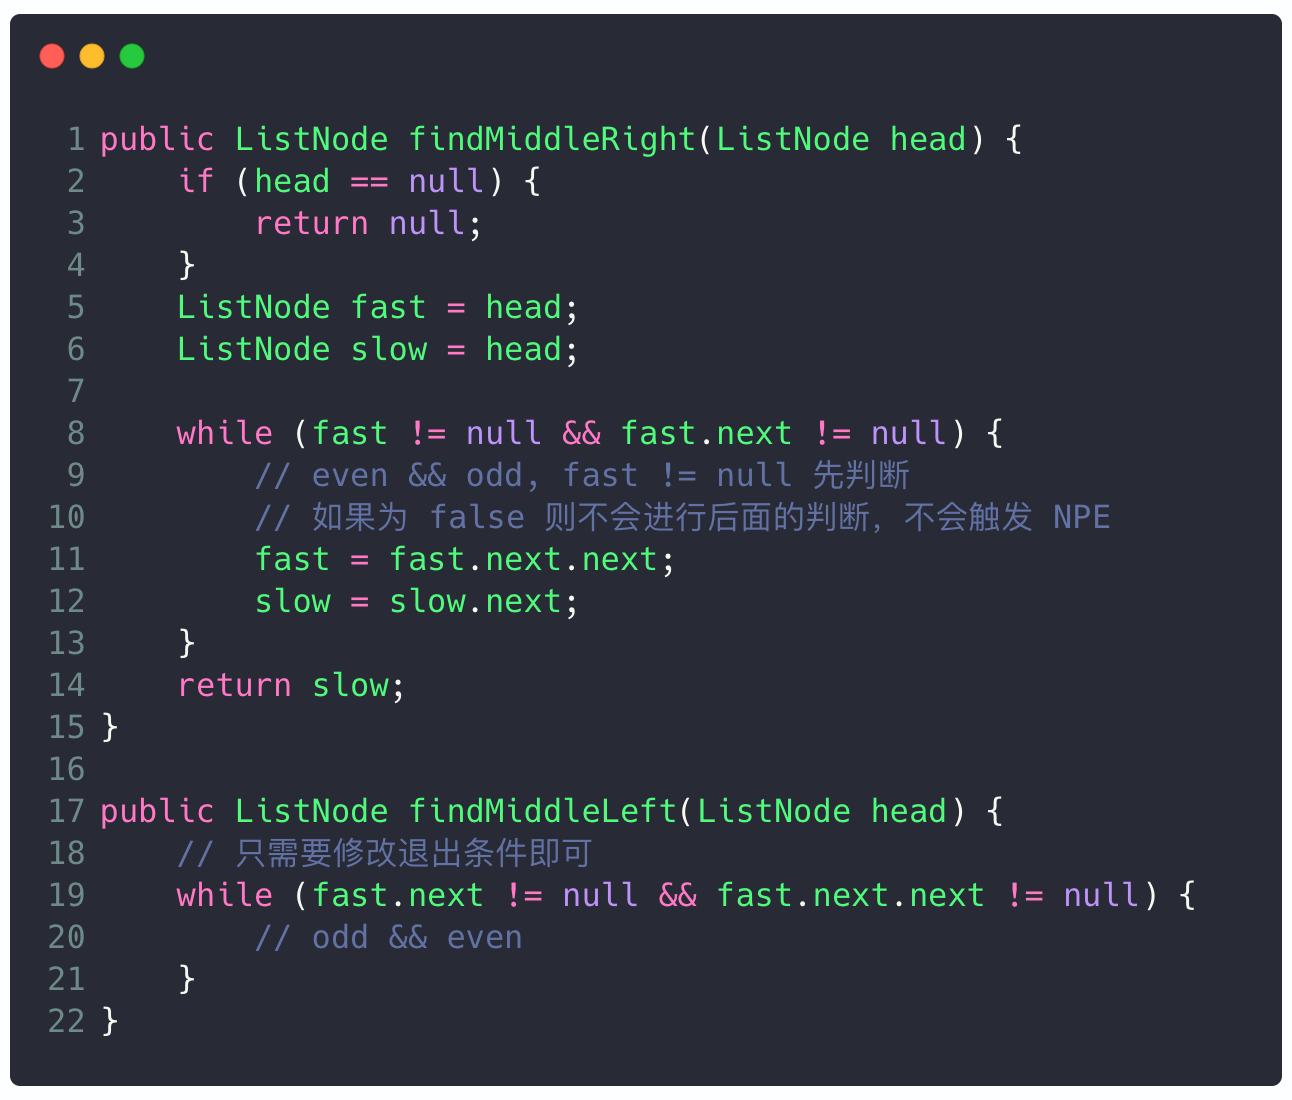 1 public ListNode findMiddleRight(ListNode head) {
2     if (head == null) {
3         return null;
4     }
5     ListNode fast = head;
6     ListNode slow = head;
7
8     while (fast != null && fast.next != null) {
9         // even && odd, fast != null 先判断
10         // 如果为 false 则不会进行后面的判断，不会触发 NPE
11         fast = fast.next.next;
12         slow = slow.next;
13     }
14     return slow;
15 }
16
17 public ListNode findMiddleLeft(ListNode head) {
18     // 只需要修改退出条件即可
19     while (fast.next != null && fast.next.next != null) {
20         // odd && even
21     }
22 }